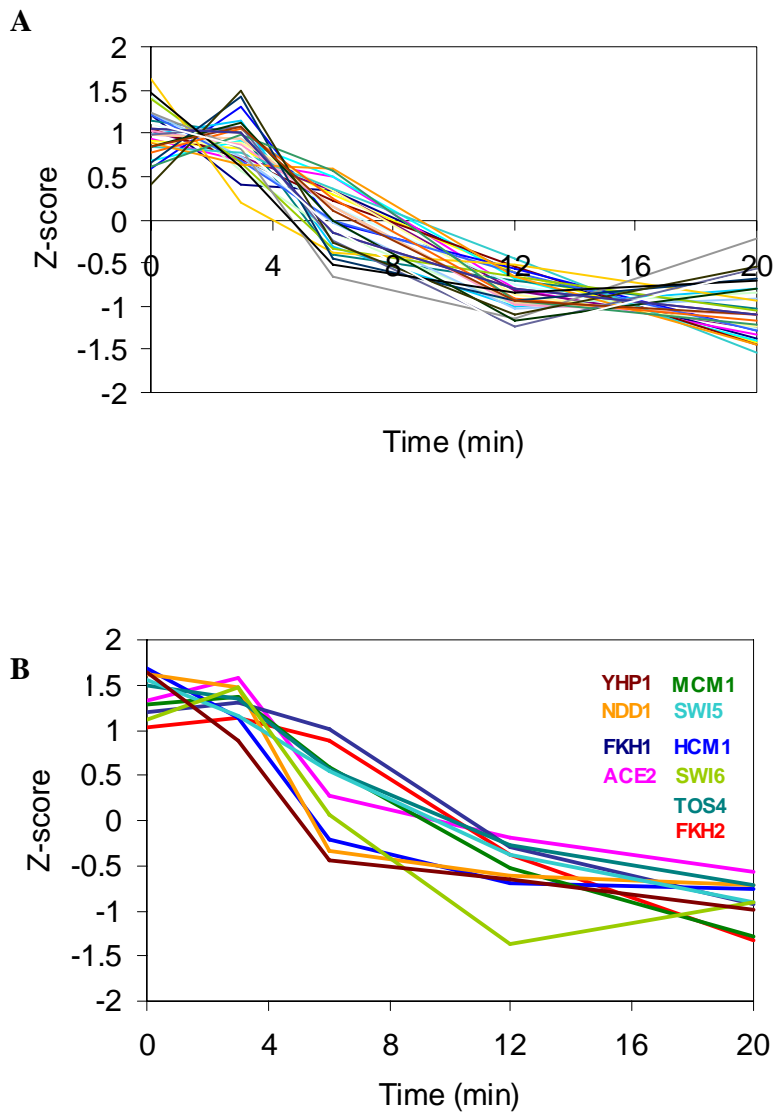 A
2
1.5
1
0.5
0
-0.5
-1
-1.5
-2
Z-score
0 4 8 12 16 20
Time (min)
B
2
1.5
1
0.5
0
-0.5
-1
-1.5
-2
Z-score
YHP1 MCM1
NDD1 SWI5
FKH1 HCM1
ACE2 SWI6
TOS4
FKH2
0 4 8 12 16 20
Time (min)